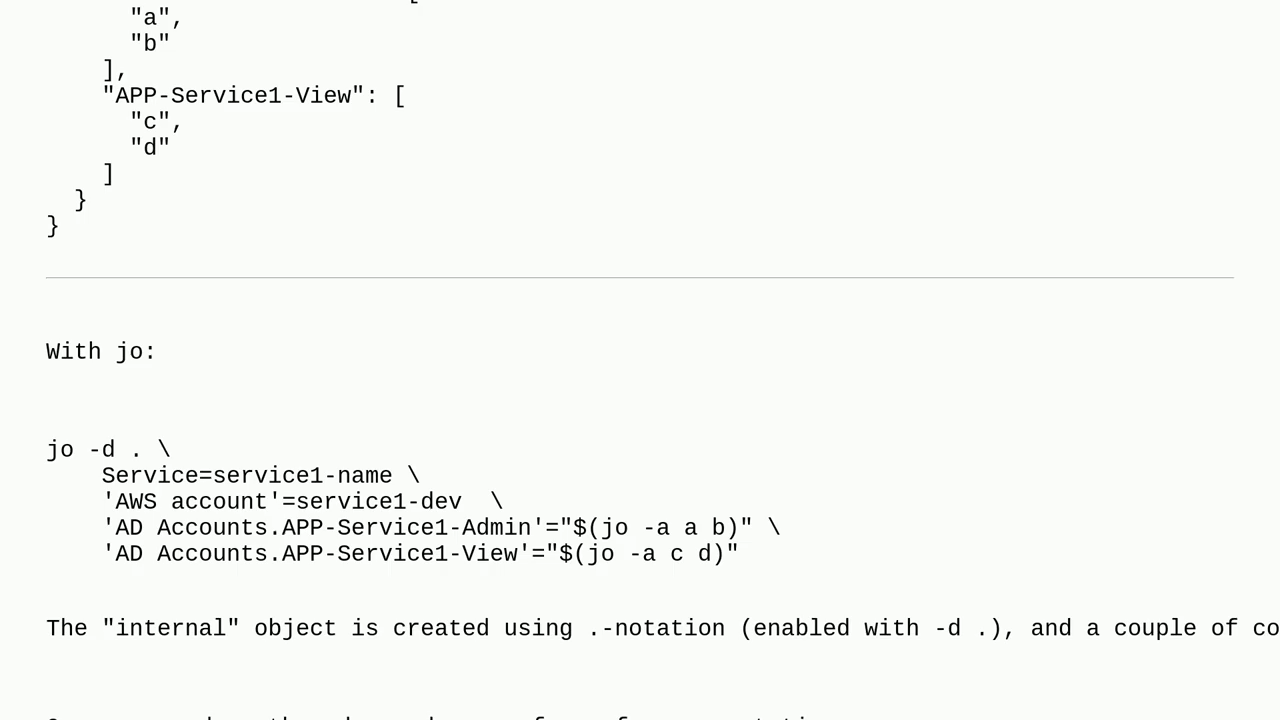 "a",
"b"
],
"APP-Service1-View": [
"c",
"d"
]
}
}
With jo:
jo -d . \
Service=service1-name \
'AWS account'=service1-dev  \
'AD Accounts.APP-Service1-Admin'="$(jo -a a b)" \
'AD Accounts.APP-Service1-View'="$(jo -a c d)"
The "internal" object is created using .-notation (enabled with -d .), and a couple of co